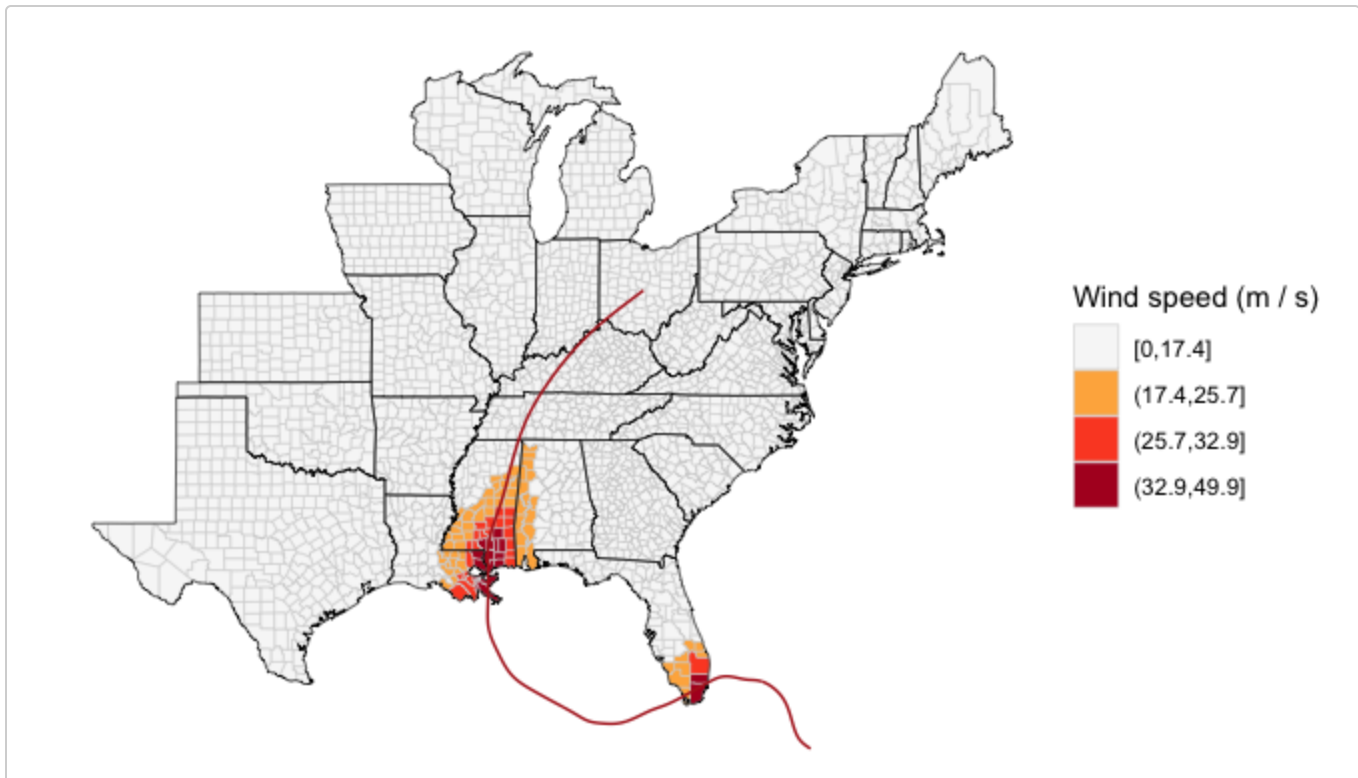 Wind speed (m / s)
[0,17.4]
(17.4,25.7]
(25.7,32.9]
(32.9,49.9]